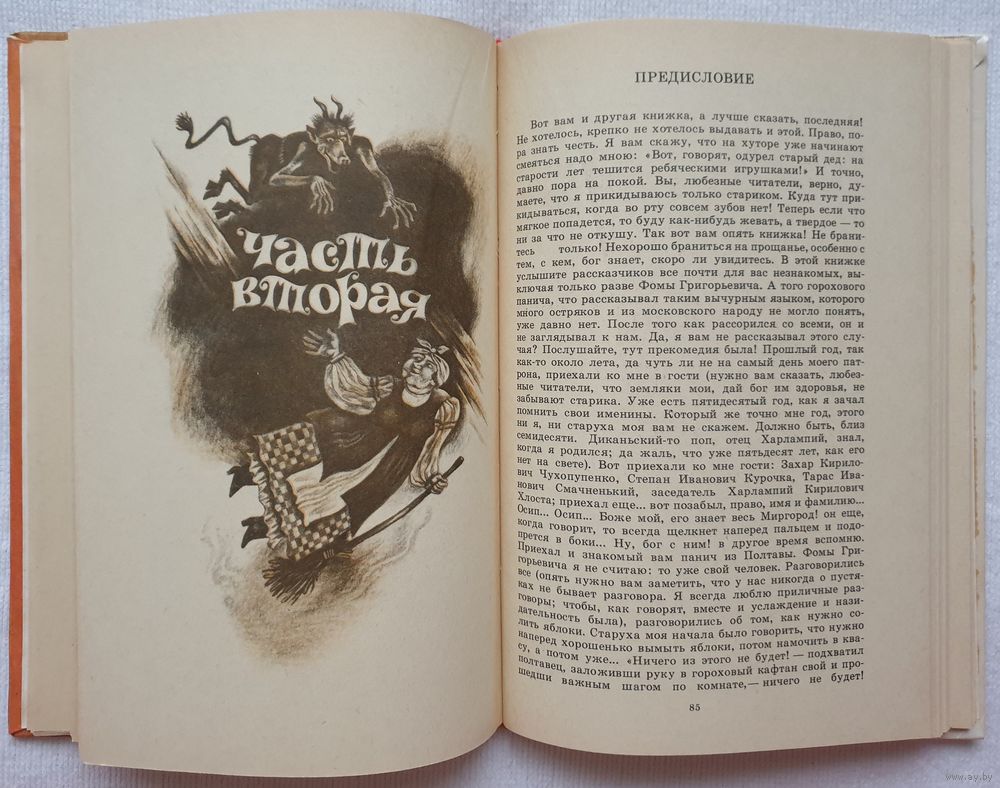 часть
вторая
ПРЕДИСЛОВИЕ
Вот вам и другая книжка, а лучше сказать, последняя!
Не хотелось, крепко не хотелось выдавать и этой. Право, по-
ра знать честь. Я вам скажу, что на хуторе уже начинают
смеяться надо мною: «Вот, говорят, одурел старый дед: на
старости лет тешится ребяческими игрушками!» И точно,
давно пора на покой. Вы, любезные читатели, верно, ду-
маете, что я прикидываюсь только стариком. Куда тут при-
кидываться, когда во рту совсем зубов нет! Теперь если что
мягкое попадется, то буду как-нибудь жевать, а твердое — то
ни за что не откушу. Так вот вам опять книжка! Не брани-
тесь только! Нехорошо браниться на прощанье, особенно с
тем, с кем, бог знает, скоро ли увидитесь. В этой книжке
услышите рассказчиков все почти для вас незнакомых, вы-
ключая только разве Фомы Григорьевича. А того горохового
панича, что рассказывал таким вычурным языком, которого
много остряков и из московского народу не могло понять,
уже давно нет. После того как рассорился со всеми, он и
не заглядывал к нам. Да, я вам не рассказывал этого слу-
чая? Послушайте, тут прекомедия была! Прошлый год, так
как-то около лета, да чуть ли не на самый день моего пат-
рона, приехали ко мне в гости (нужно вам сказать, любез-
ные читатели, что земляки мои, дай бог им здоровья, не
забывают старика. Уже есть пятидесятый год, как я зачал
помнить свои именины. Который же точно мне год, этого
ни я, ни старуха моя вам не скажем. Должно быть, близ
семидесяти. Диканьский-то поп, отец Харлампий, знал,
когда я родился; да жаль, что уже пятьдесят лет, как его
нет на свете). Вот приехали ко мне гости: Захар Кирило-
вич Чухопупенко, Степан Иванович Курочка, Тарас Ива-
нович Смачненький, заседатель Харлампий Кирилович
Хлоста; приехал еще... вот позабыл, право, имя и фамилию...
Осип... Осип... Боже мой, его знает весь Миргород! он еще,
когда говорит, то всегда щелкнет наперед пальцем и подо-
прется в боки... Ну, бог с ним! в другое время вспомню.
Приехал и знакомый вам панич из Полтавы. Фомы Гри-
горьевича я не считаю: то уже свой человек. Разговорились
все (опять нужно вам заметить, что у нас никогда о пустя-
ках не бывает разговора. Я всегда люблю приличные раз-
говоры; чтобы, как говорят, вместе и услаждение и нази-
дательность была), разговорились об том, как нужно со-
лить яблоки. Старуха моя начала было говорить, что нужно
наперед хорошенько вымыть яблоки, потом намочить в ква-
су, а потом уже... «Ничего из этого не будет! — подхватил
полтавец, заложивши руку в гороховый кафтан свой и про-
шедши важным шагом по комнате,— ничего не будет!
85
www.ay.by